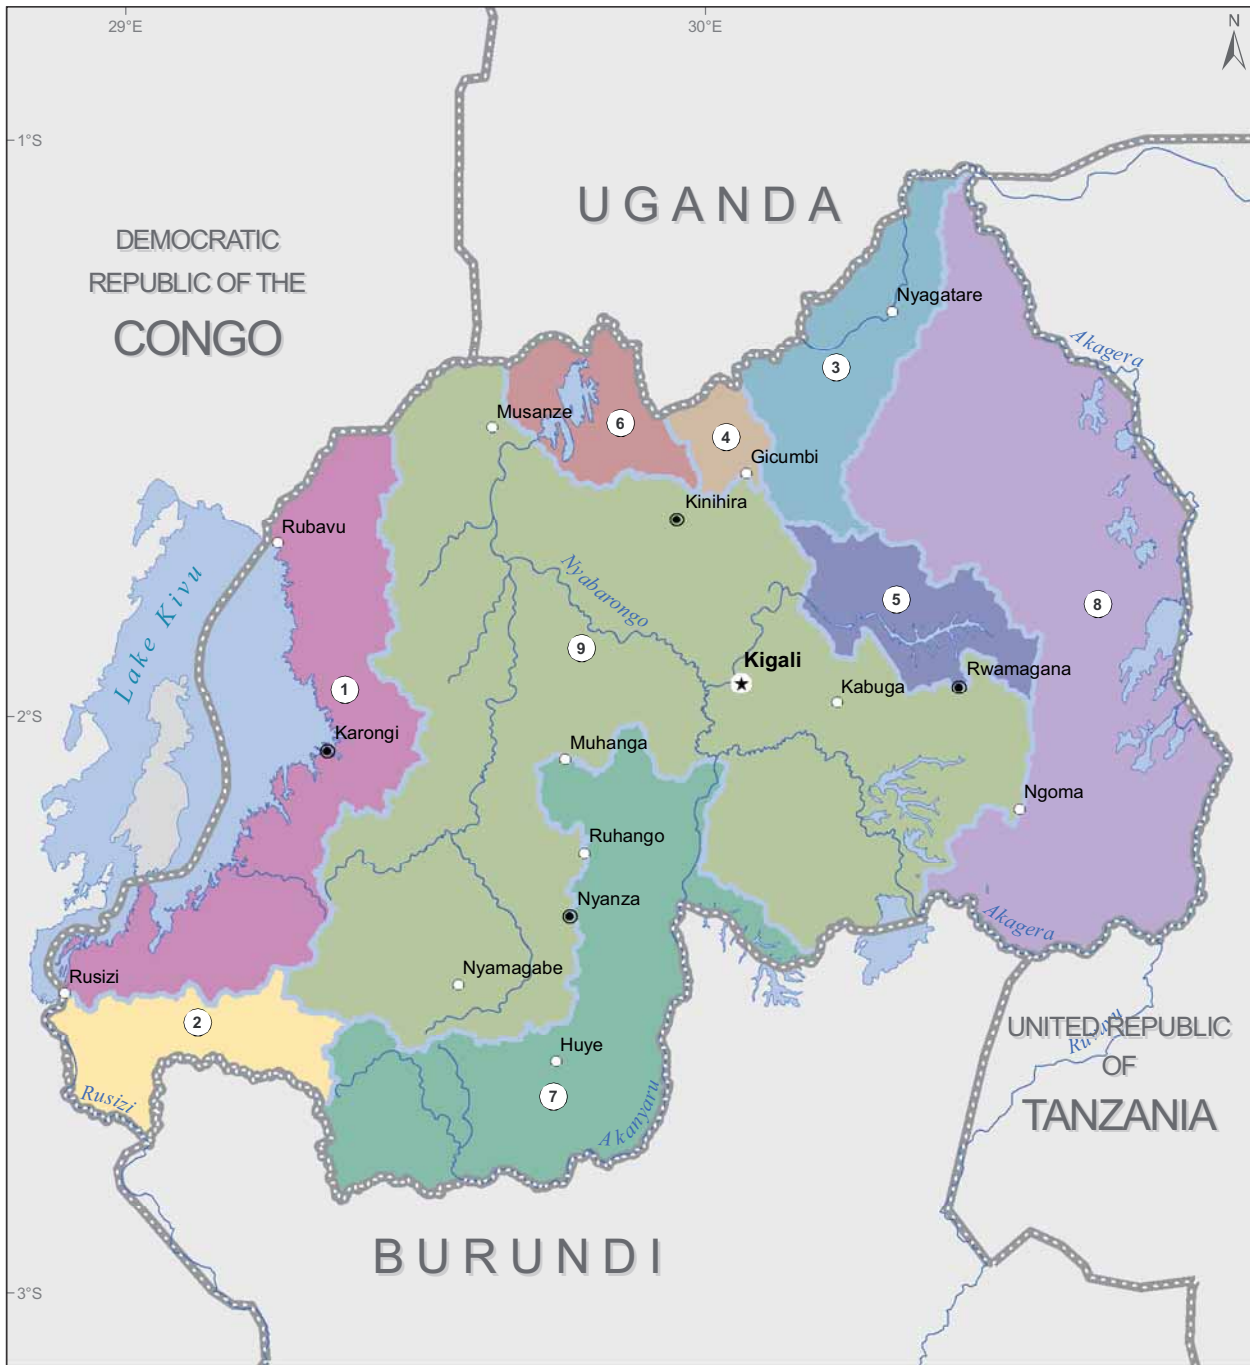 29°E
30°E
N
1°S
UGANDA
DEMOCRATIC
REPUBLIC OF THE
CONGO
Nyagatare
Akagera
3
Musanze
6
4
Gicumbi
Kinihira
Rubavu
Lake Kivu
Nyabarongo
5
8
9
Kigali
Rwamagana
1
Kabuga
2°S
Karongi
Muhanga
Ngoma
Ruhango
Nyanza
Akagera
Rusizi
Nyamagabe
2
UNITED REPUBLIC
Ruvuvu
OF
Huye
TANZANIA
Rusizi
7
Akanyaru
BURUNDI
3°S